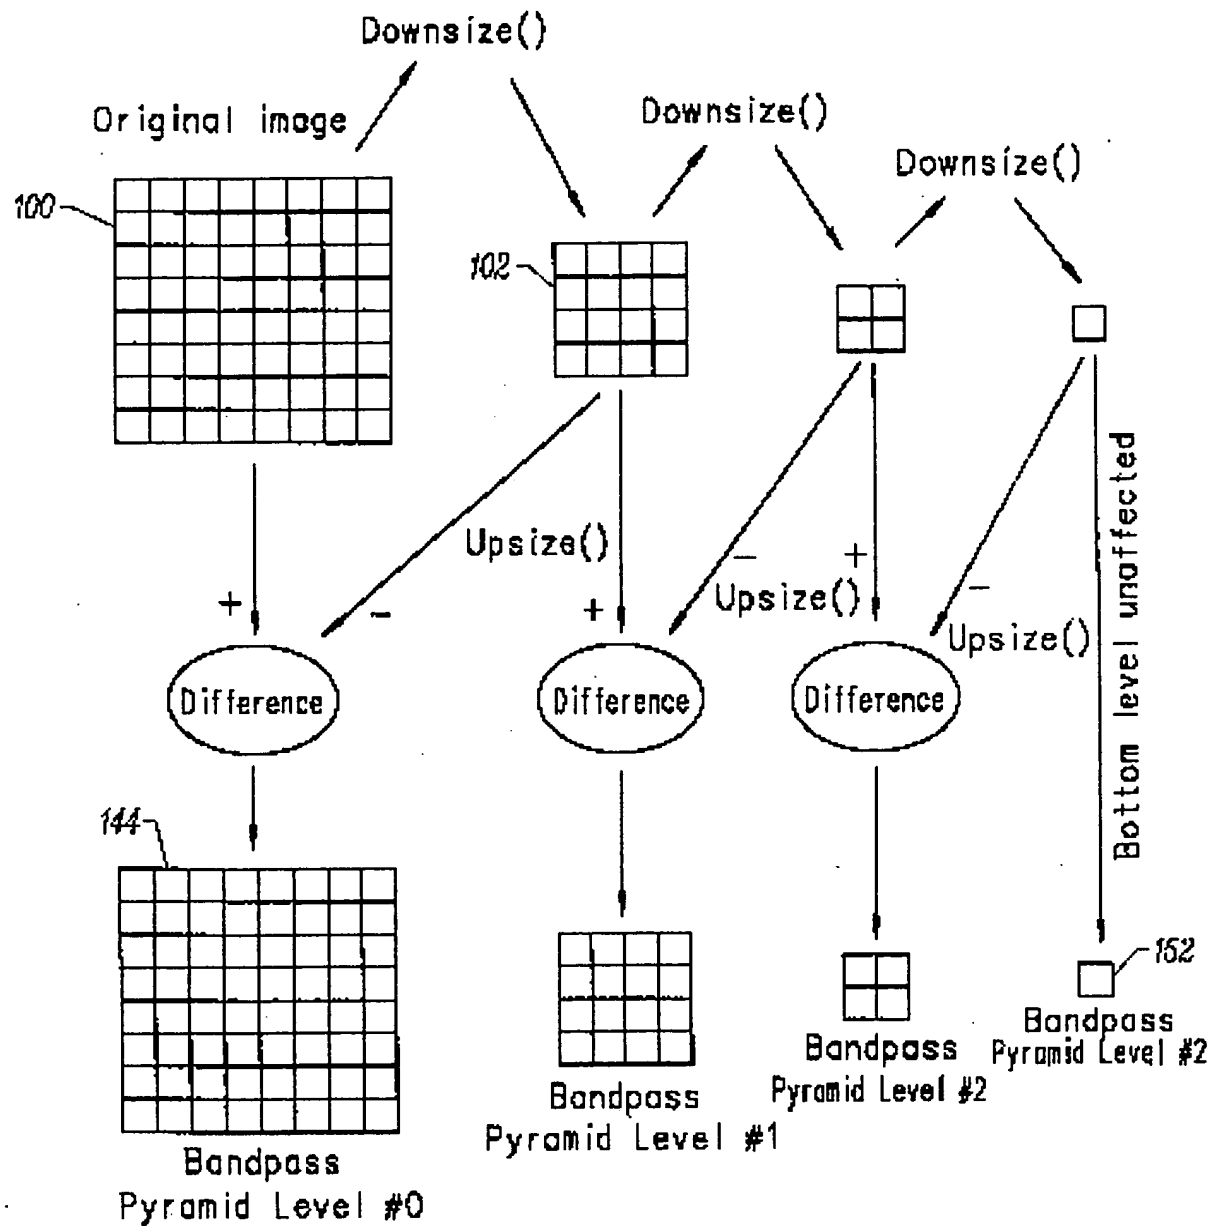 Downsize()
Original image
Downsize()
Downsize()
100
102
Upsize()
+
-
+
-
Upsize()
+
-
Upsize()
Bottom level unaffected
Difference
Difference
Difference
144
152
Bandpass
Pyramid Level #0
Bandpass
Pyramid Level #1
Bandpass
Pyramid Level #2
Bandpass
Pyramid Level #2